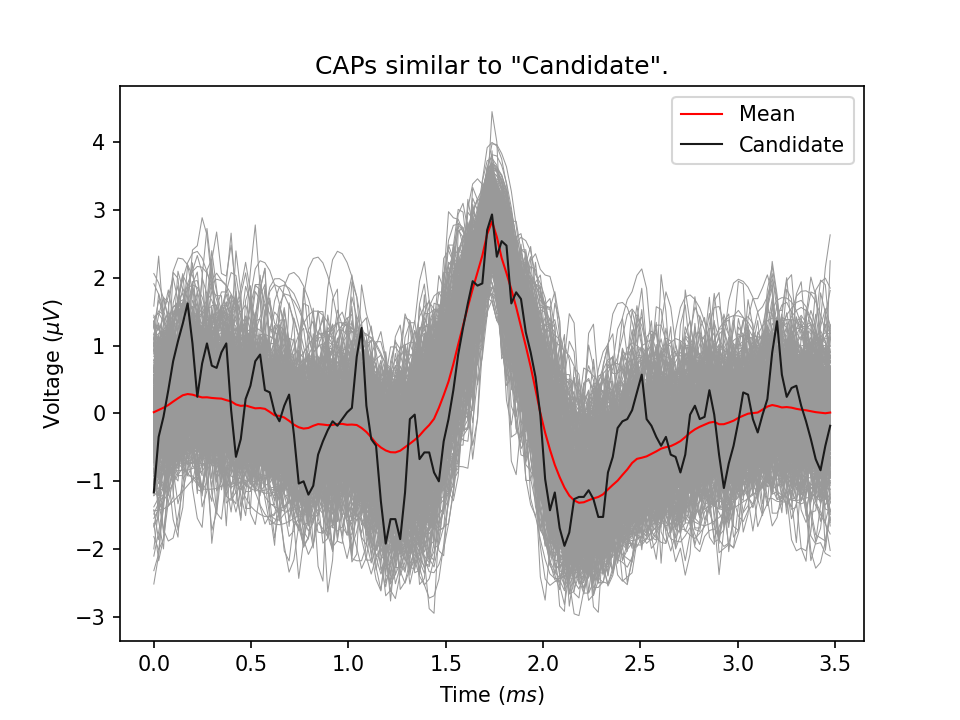 CAPs similar to "Candidate".
Mean
Candidate
4
3
2
1
0
−1
−2
−3
Voltage (μV)
0.0 0.5 1.0 1.5 2.0 2.5 3.0 3.5
Time (ms)